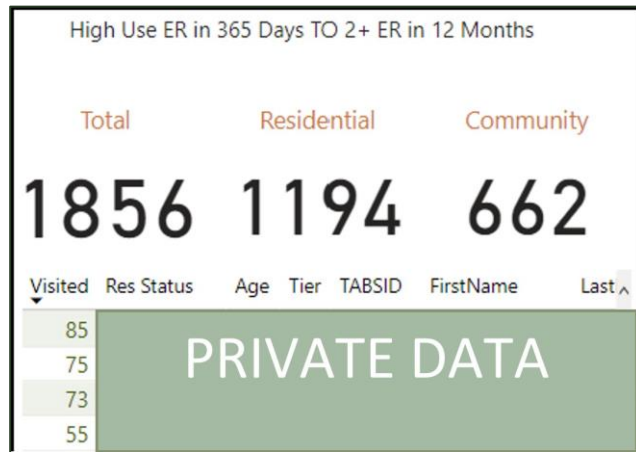 High Use ER in 365 Days TO 2+ ER in 12 Months
Total Residential Community
1856 1194 662
Visited Res Status Age Tier TABSID FirstName Last
85
75
73
55
PRIVATE DATA